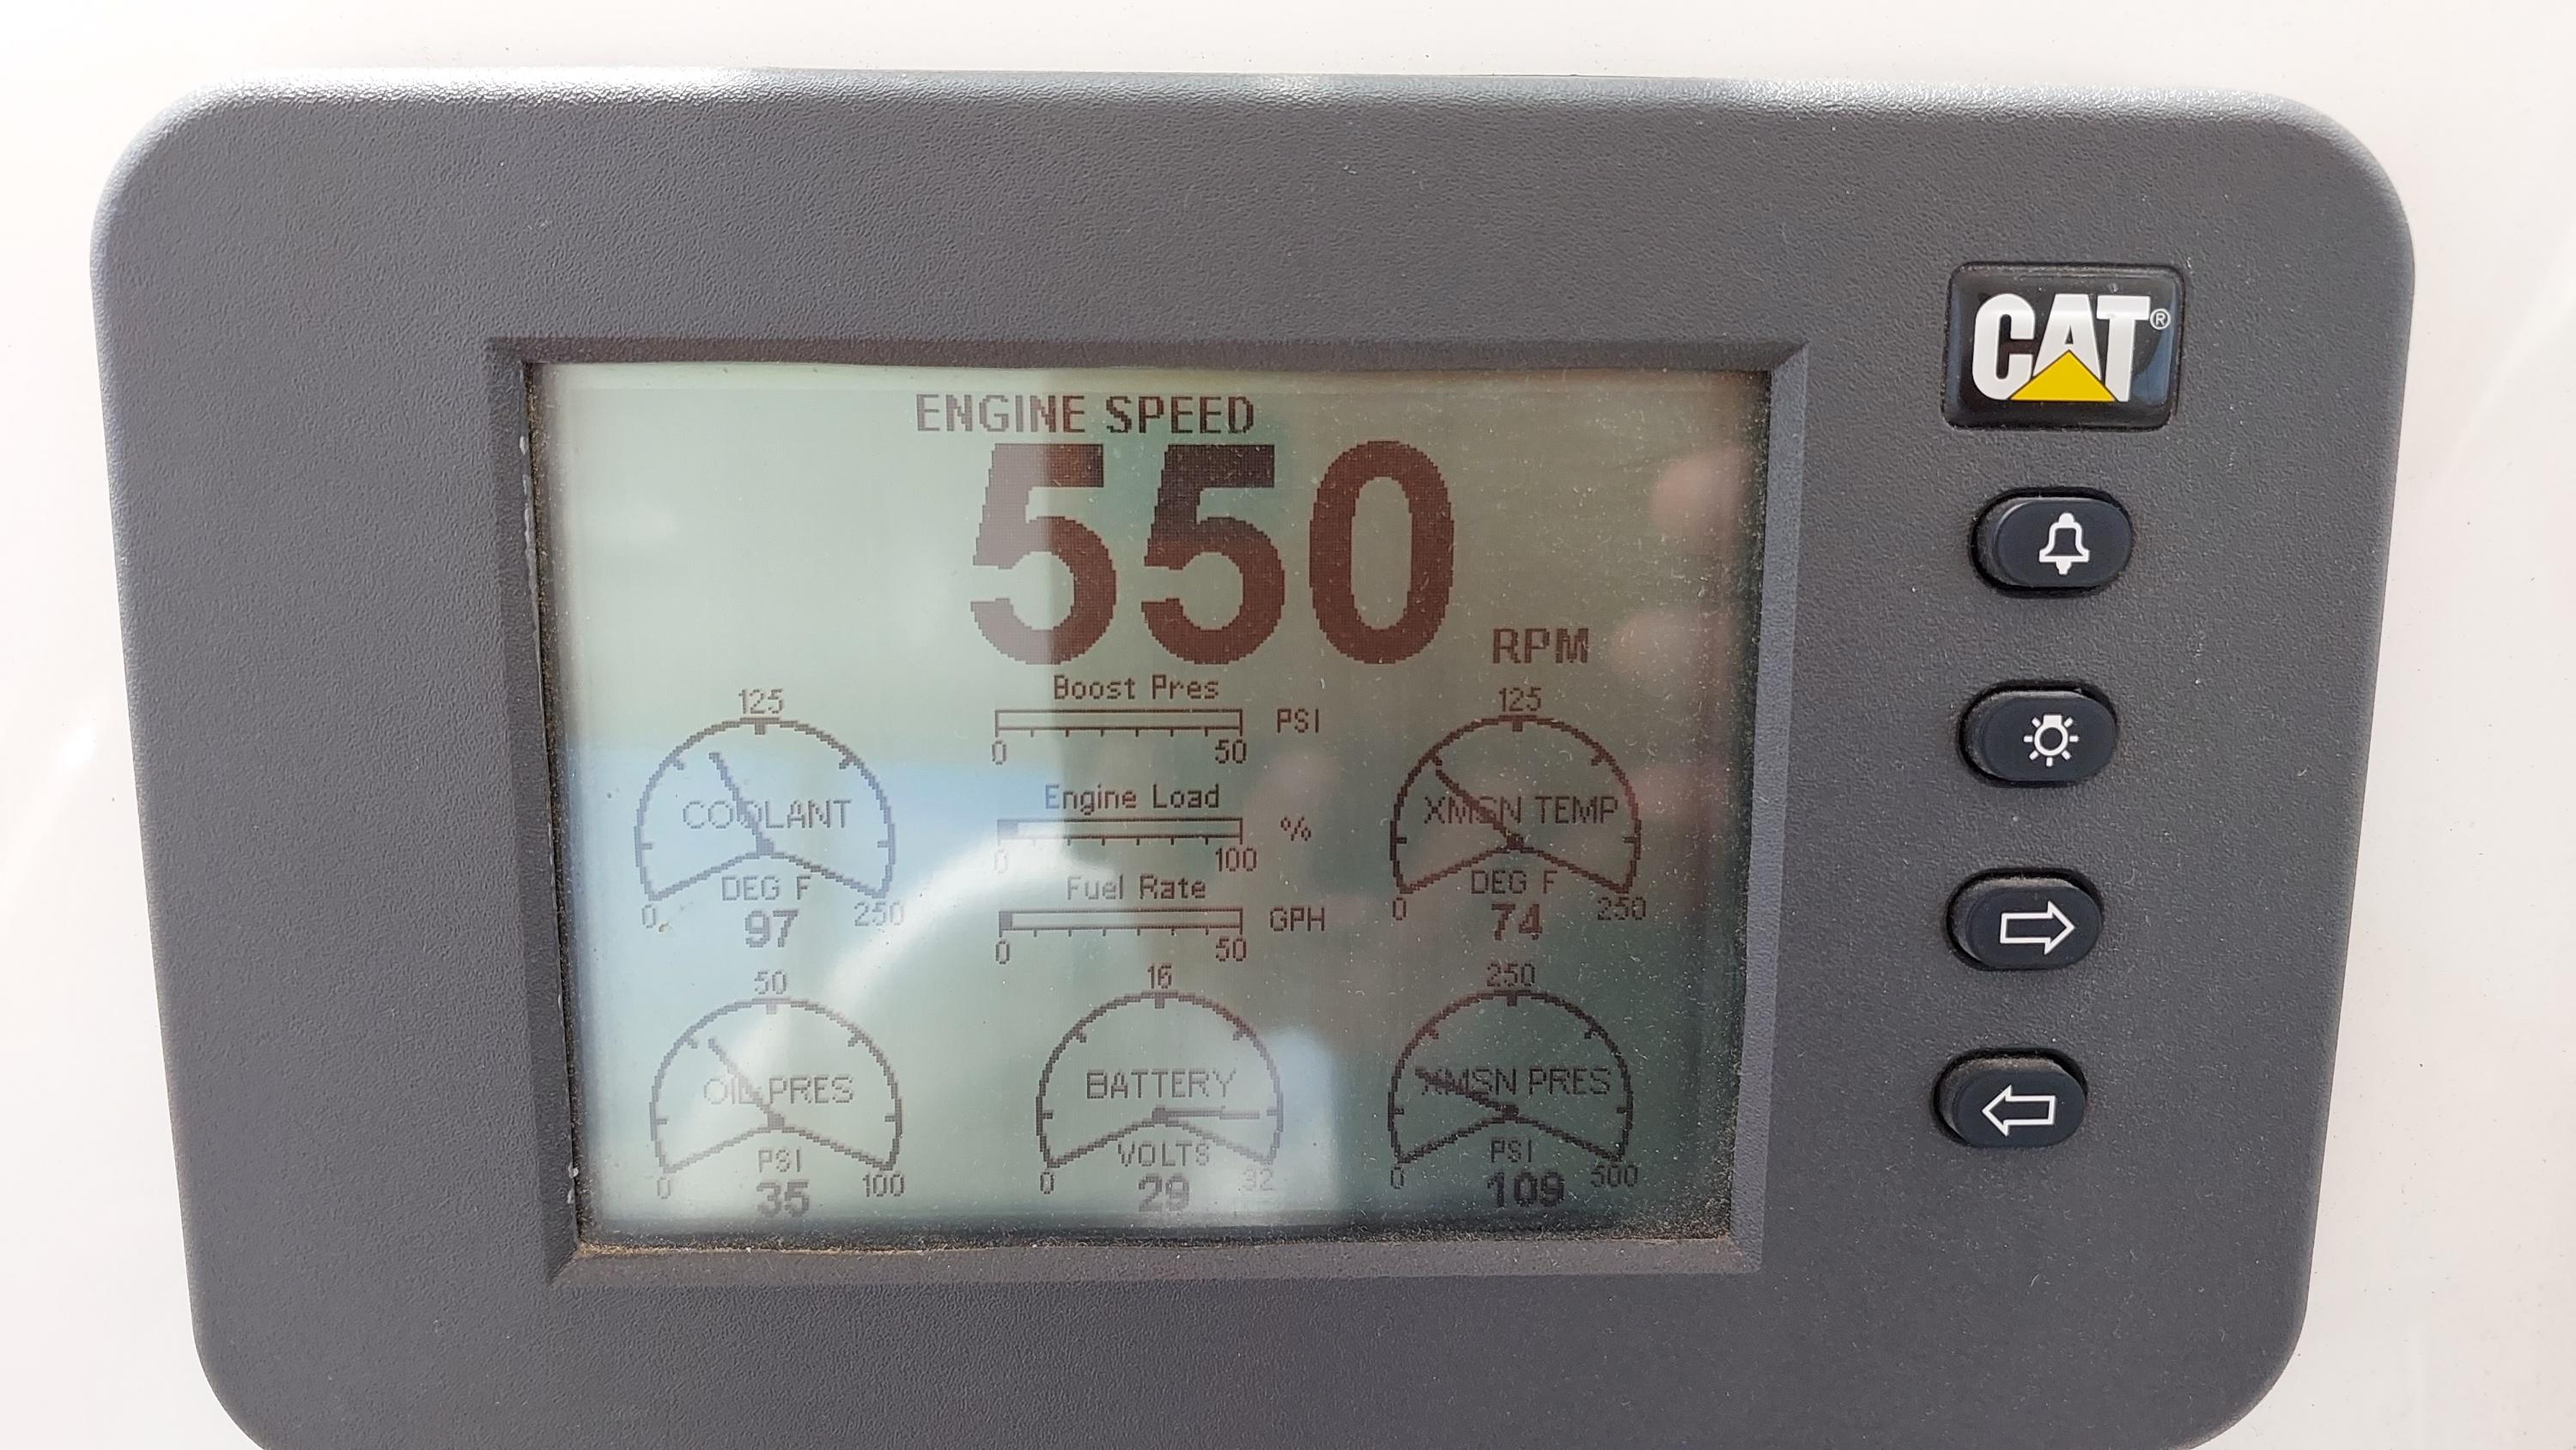 CAT®
ENGINE SPEED
550
RPM
Boost Pres
PSI
0 50
Engine Load
%
0 100
Fuel Rate
GPH
0 50
125
COOLANT
DEG F
0 250
97
125
XMSN TEMP
DEG F
0 250
74
50
OIL PRES
PSI
0 100
35
16
BATTERY
VOLTS
0 32
29
250
XMSN PRES
PSI
0 500
109